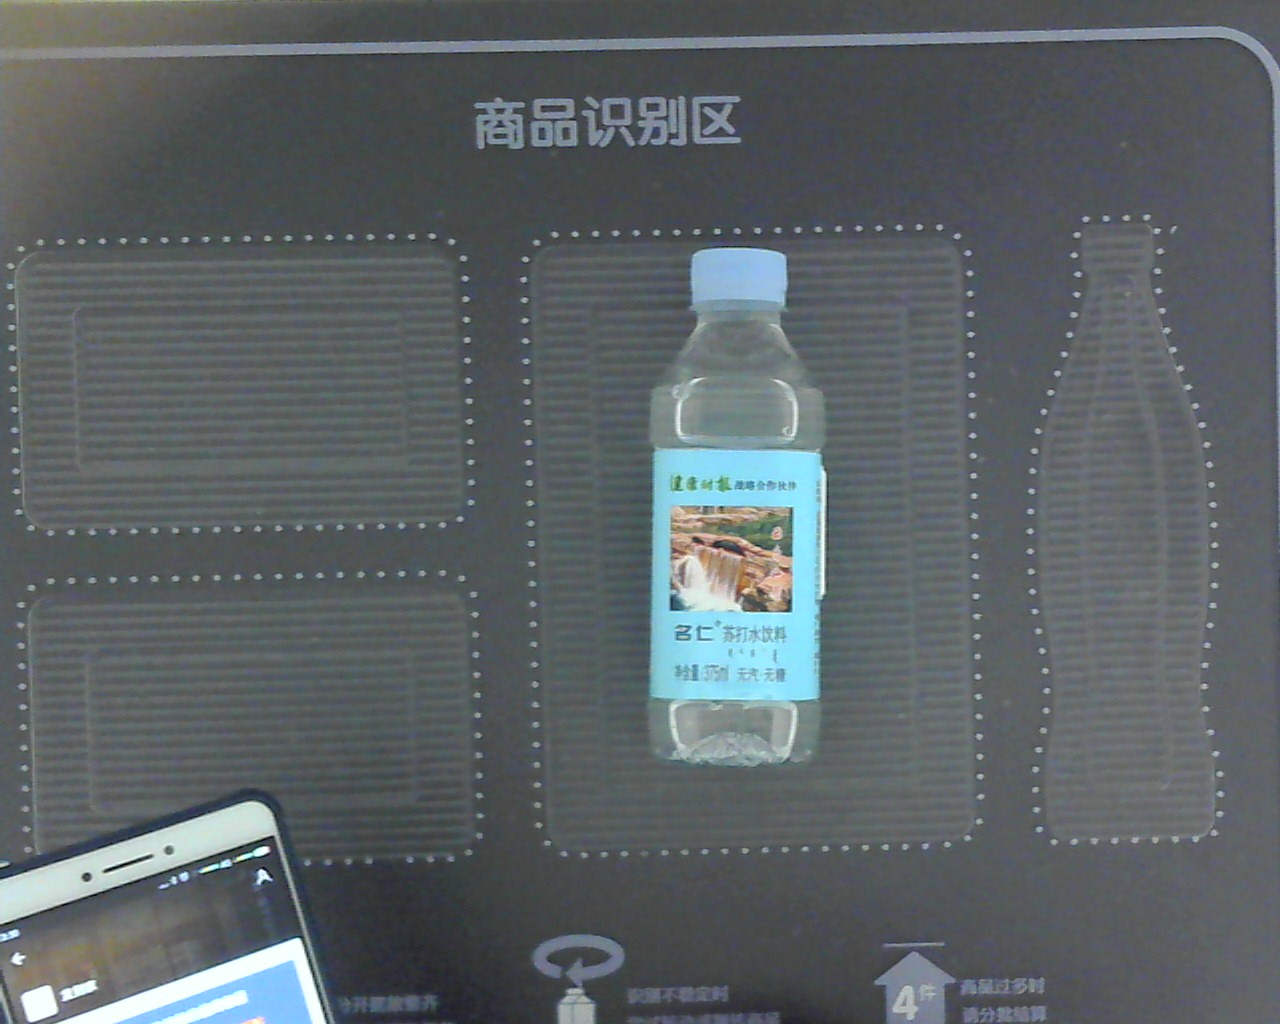 商品识别区
健康时报 战略合作伙伴
名仁® 苏打水饮料
净含量:375ml 无汽·无糖
识别不稳定时
4件
商品过多时
请分批结算